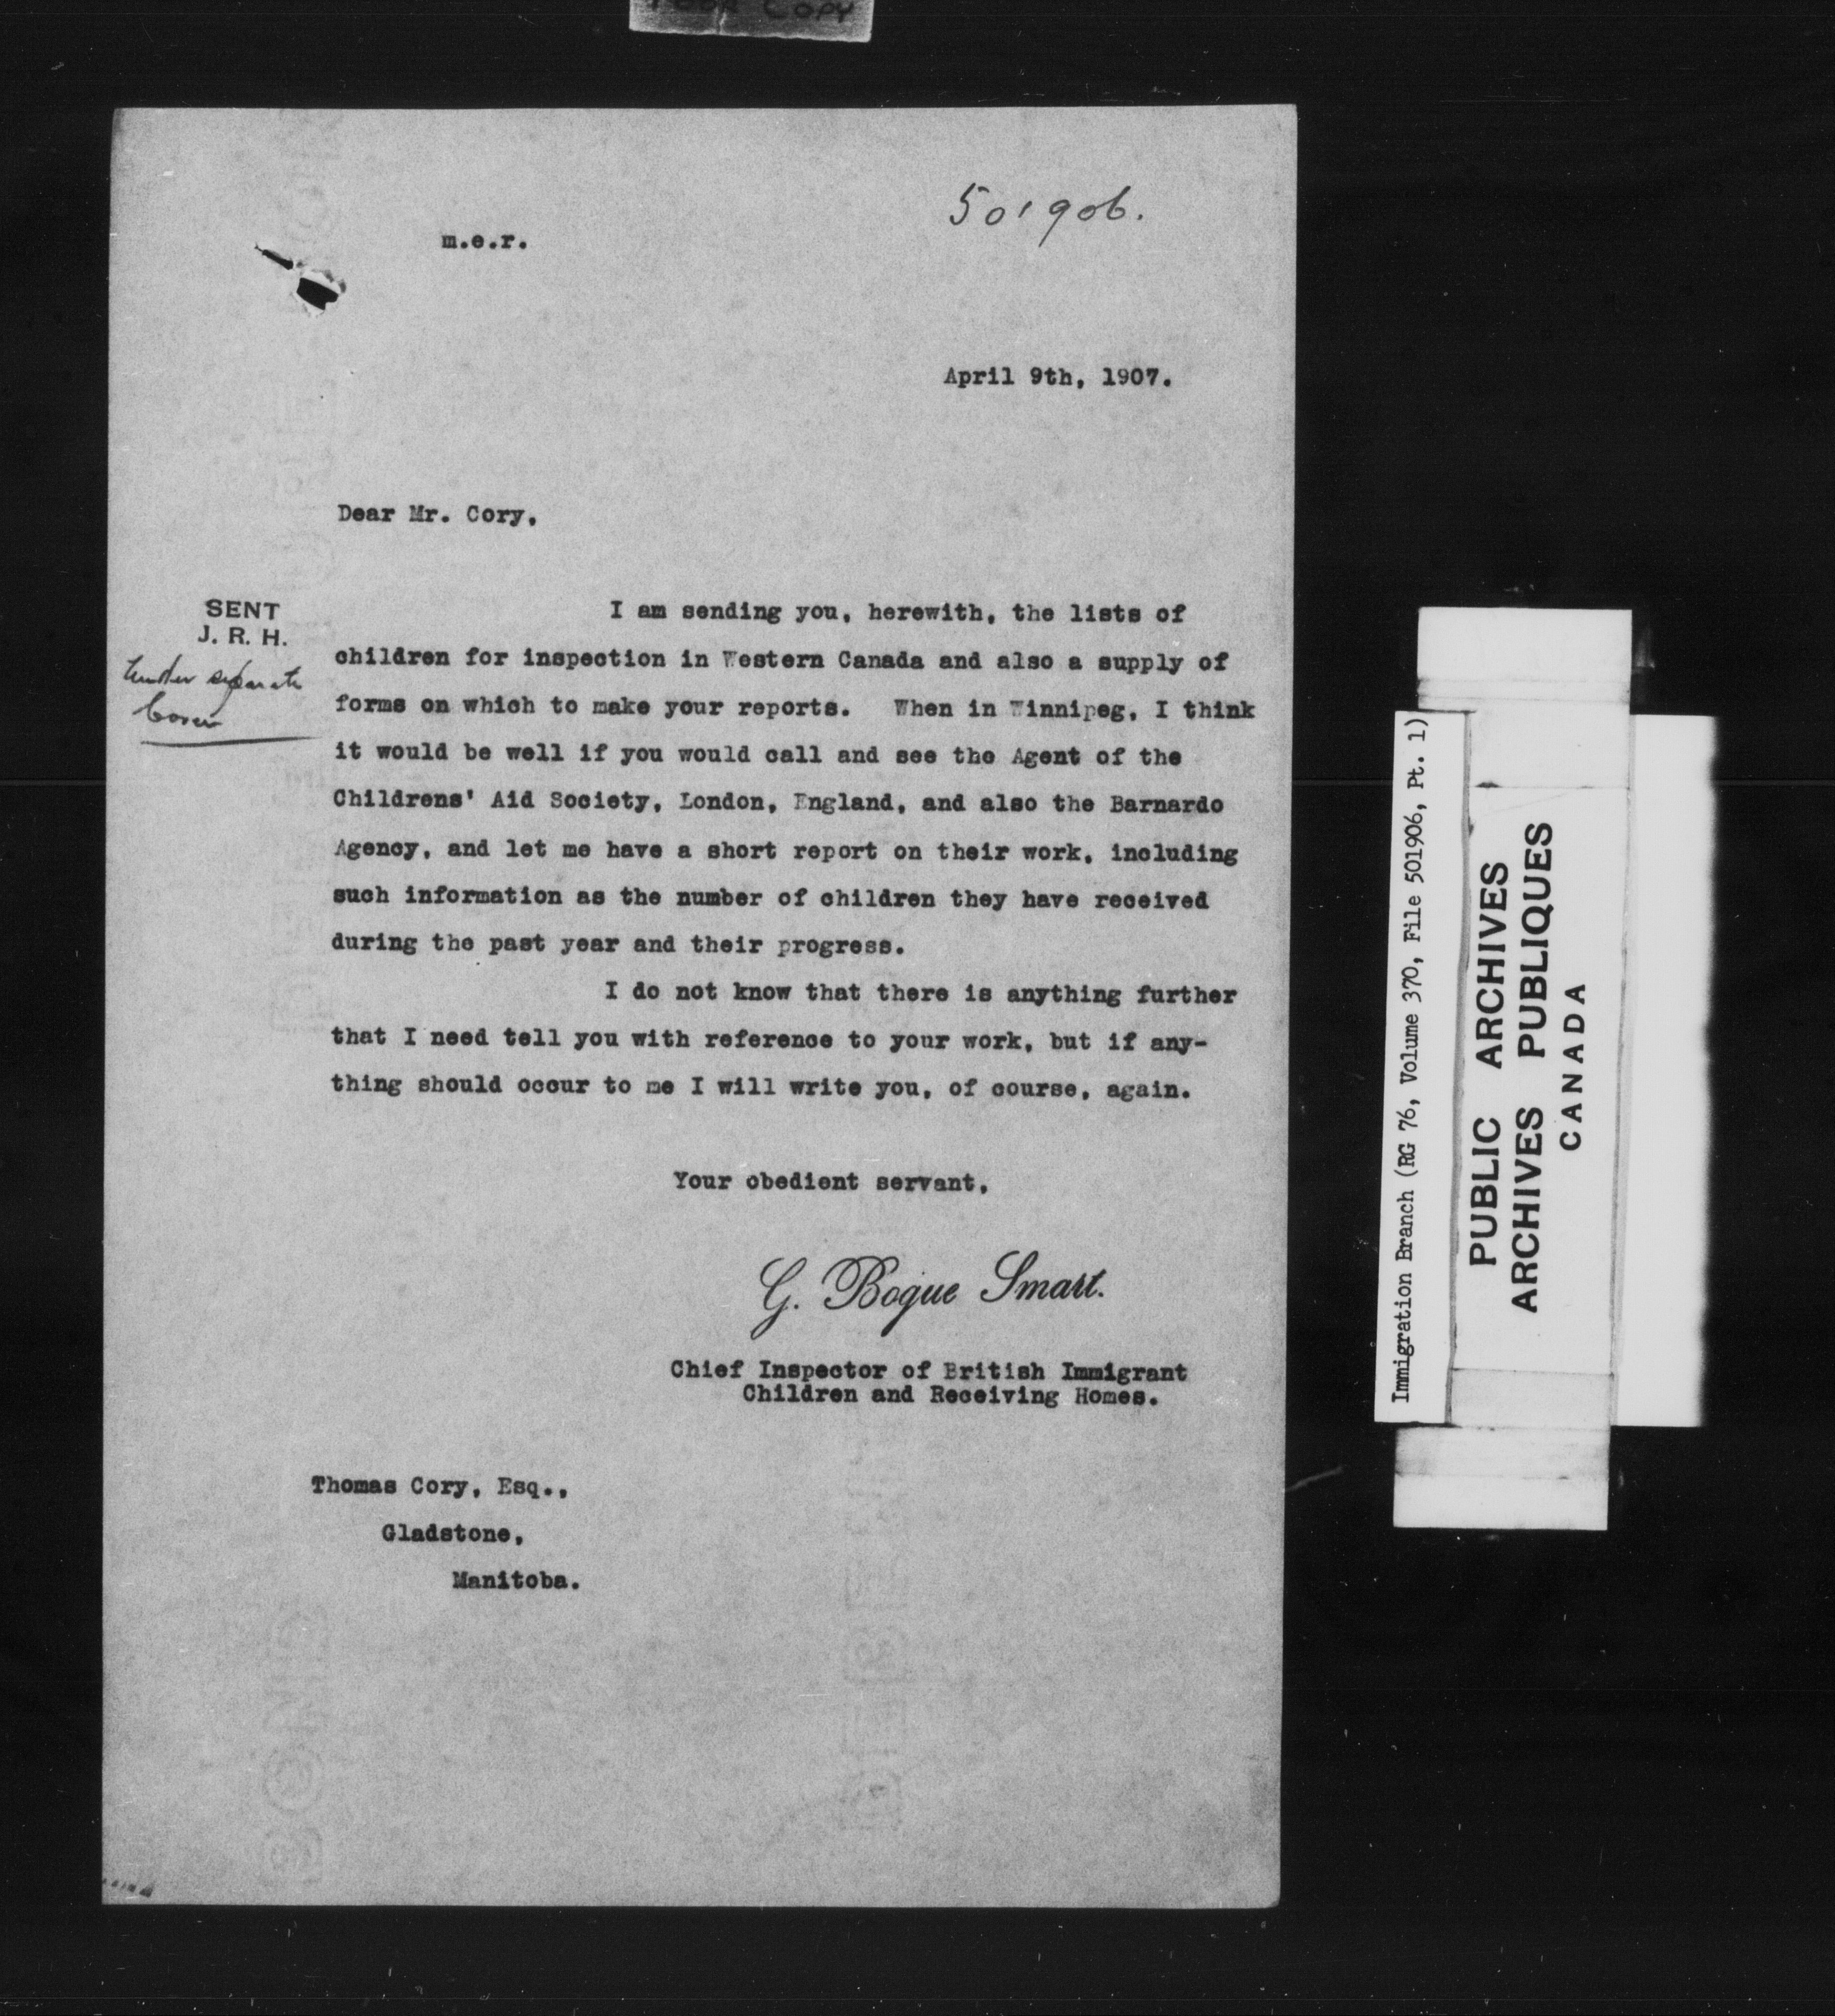 COPY
501906.
m.e.r.
April 9th, 1907.
Dear Mr. Cory,
SENT
J. R. H.
Under separate
Cover
I am sending you, herewith, the lists of
children for inspection in Western Canada and also a supply of
forms on which to make your reports. When in Winnipeg, I think
it would be well if you would call and see the Agent of the
Childrens' Aid Society, London, England, and also the Barnardo
Agency, and let me have a short report on their work, including
such information as the number of children they have received
during the past year and their progress.
I do not know that there is anything further
that I need tell you with reference to your work, but if any-
thing should occur to me I will write you, of course, again.
Your obedient servant,
G. Bogue Smart.
Chief Inspector of British Immigrant
Children and Receiving Homes.
Thomas Cory, Esq.,
Gladstone,
Manitoba.
Immigration Branch (RG 76, Volume 370, File 501906, Pt. 1)
PUBLIC ARCHIVES
ARCHIVES PUBLIQUES
CANADA